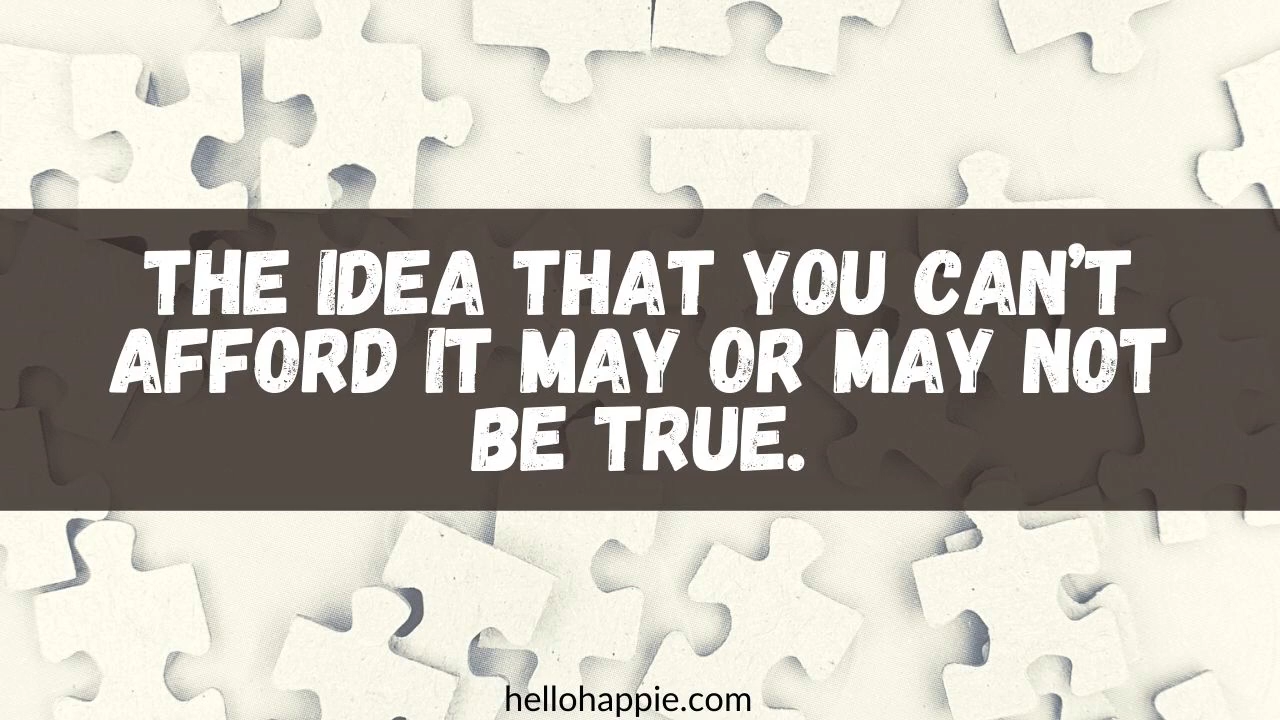 THE IDEA THAT YOU CAN’T
AFFORD IT MAY OR MAY NOT
BE TRUE.
hellohappie.com